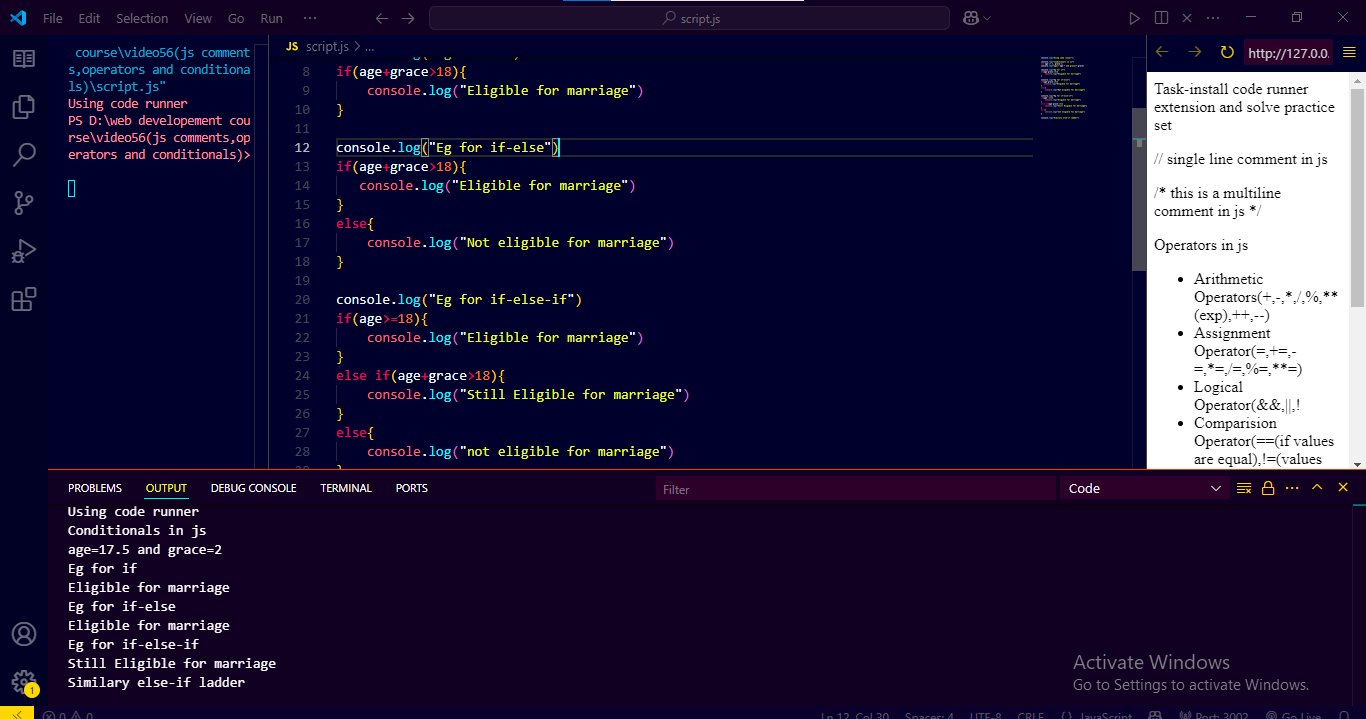 File Edit Selection View Go Run ···
script.js
course\video56(js comment
s,operators and conditiona
ls)\script.js"
Using code runner
PS D:\web developement cou
rse\video56(js comments,op
erators and conditionals)>
JS script.js > ...
8 if(age+grace>18){
9 console.log("Eligible for marriage")
10 }
11
12 console.log("Eg for if-else")
13 if(age+grace>18){
14 console.log("Eligible for marriage")
15 }
16 else{
17 console.log("Not eligible for marriage")
18 }
19
20 console.log("Eg for if-else-if")
21 if(age>=18){
22 console.log("Eligible for marriage")
23 }
24 else if(age+grace>18){
25 console.log("Still Eligible for marriage")
26 }
27 else{
28 console.log("not eligible for marriage")
29 }
http://127.0.0.
Task-install code runner
extension and solve practice
set
// single line comment in js
/* this is a multiline
comment in js */
Operators in js
• Arithmetic
Operators(+,-,*,/,%,**
(exp),++,--)
• Assignment
Operator(=,+=,-
=,*=,/=,%=,**=)
• Logical
Operator(&&,||,!
• Comparision
Operator(==(if values
are equal),!=(values
PROBLEMS OUTPUT DEBUG CONSOLE TERMINAL PORTS
Filter
Code
Using code runner
Conditionals in js
age=17.5 and grace=2
Eg for if
Eligible for marriage
Eg for if-else
Eligible for marriage
Eg for if-else-if
Still Eligible for marriage
Similary else-if ladder
Activate Windows
Go to Settings to activate Windows.
1
0 0
Ln 12, Col 30 Spaces: 4 UTF-8 CRLF {} JavaScript Port: 3002 Go Live